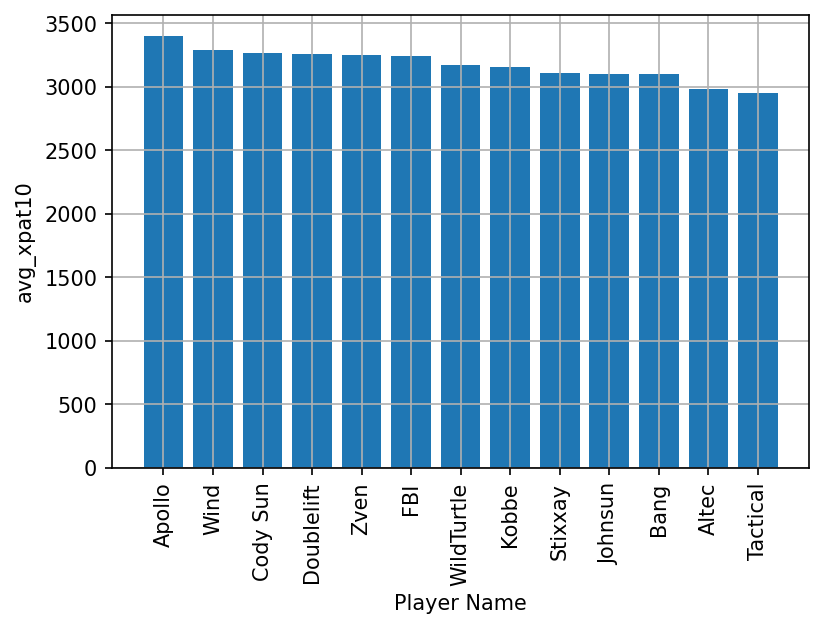 3500
3000
2500
2000
1500
1000
500
0
avg_xpat10
Apollo
Wind
Cody Sun
Doublelift
Zven
FBI
WildTurtle
Kobbe
Stixxay
Johnsun
Bang
Altec
Tactical
Player Name